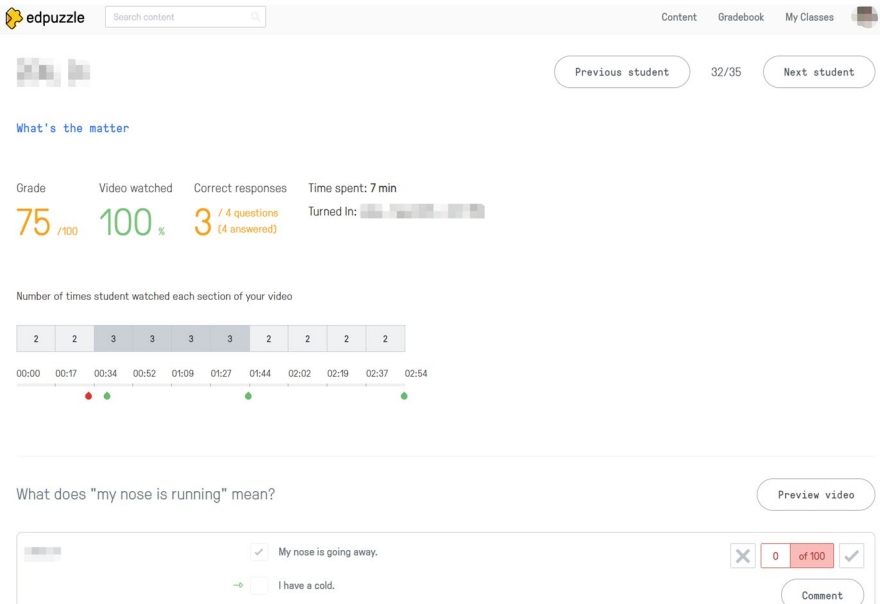 edpuzzle
Search content
Content Gradebook My Classes
Previous student 32/35 Next student
What's the matter
Grade Video watched Correct responses Time spent: 7 min
75 /100 100 % 3 / 4 questions (4 answered)
Turned In:
Number of times student watched each section of your video
2 2 3 3 3 3 2 2 2 2
00:00 00:17 00:34 00:52 01:09 01:27 01:44 02:02 02:19 02:37 02:54
What does "my nose is running" mean?
Preview video
My nose is going away.
0 of 100
I have a cold.
Comment